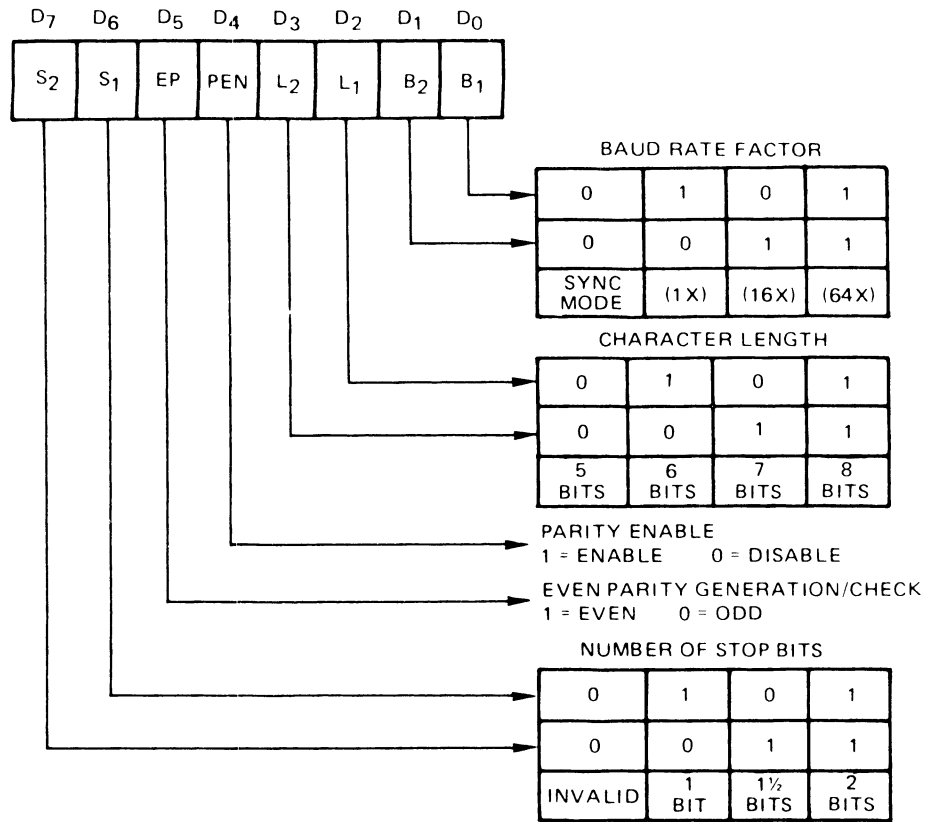 D7 D6 D5 D4 D3 D2 D1 D0
S2 S1 EP PEN L2 L1 B2 B1
BAUD RATE FACTOR
0 1 0 1
0 0 1 1
SYNC MODE (1X) (16X) (64X)
CHARACTER LENGTH
0 1 0 1
0 0 1 1
5 BITS 6 BITS 7 BITS 8 BITS
PARITY ENABLE
1 = ENABLE 0 = DISABLE
EVEN PARITY GENERATION/CHECK
1 = EVEN 0 = ODD
NUMBER OF STOP BITS
0 1 0 1
0 0 1 1
INVALID 1 BIT 1½ BITS 2 BITS